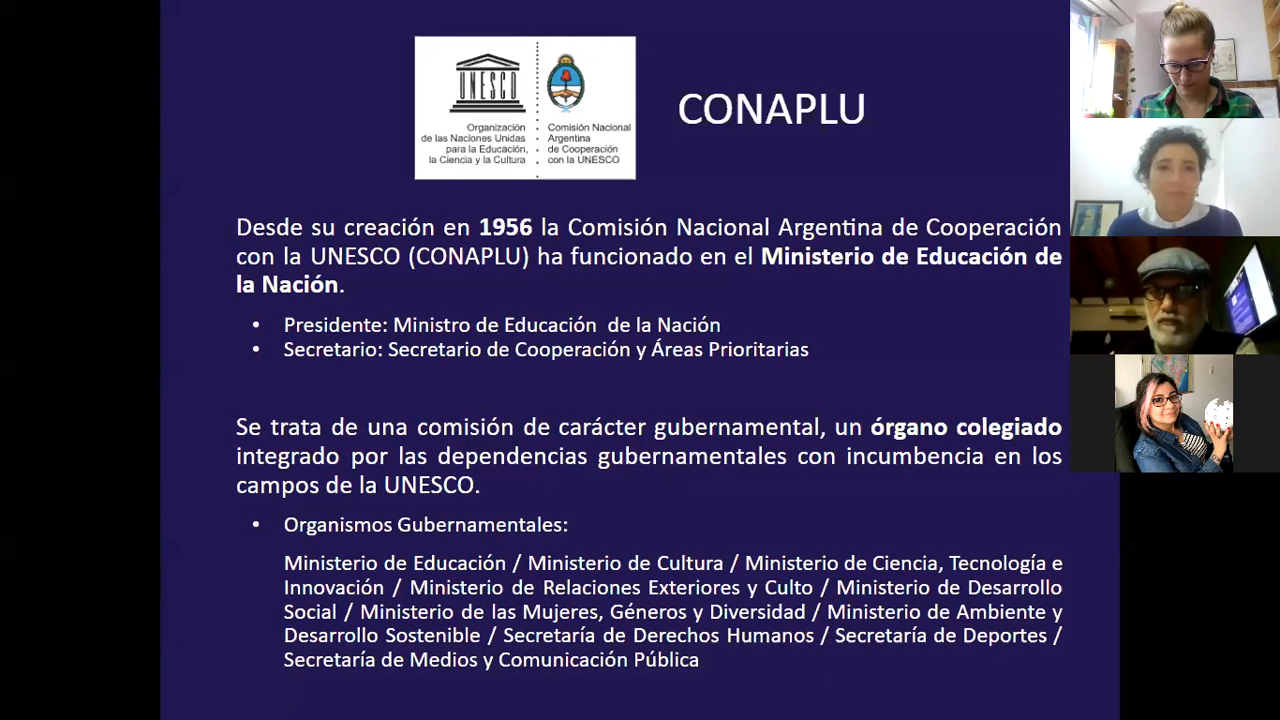 UNESCO
Organización
de las Naciones Unidas
para la Educación,
la Ciencia y la Cultura
Comisión Nacional
Argentina
de Cooperación
con la UNESCO
CONAPLU
Desde su creación en 1956 la Comisión Nacional Argentina de Cooperación
con la UNESCO (CONAPLU) ha funcionado en el Ministerio de Educación de
la Nación.
• Presidente: Ministro de Educación de la Nación
• Secretario: Secretario de Cooperación y Áreas Prioritarias
Se trata de una comisión de carácter gubernamental, un órgano colegiado
integrado por las dependencias gubernamentales con incumbencia en los
campos de la UNESCO.
• Organismos Gubernamentales:
Ministerio de Educación / Ministerio de Cultura / Ministerio de Ciencia, Tecnología e
Innovación / Ministerio de Relaciones Exteriores y Culto / Ministerio de Desarrollo
Social / Ministerio de las Mujeres, Géneros y Diversidad / Ministerio de Ambiente y
Desarrollo Sostenible / Secretaría de Derechos Humanos / Secretaría de Deportes /
Secretaría de Medios y Comunicación Pública